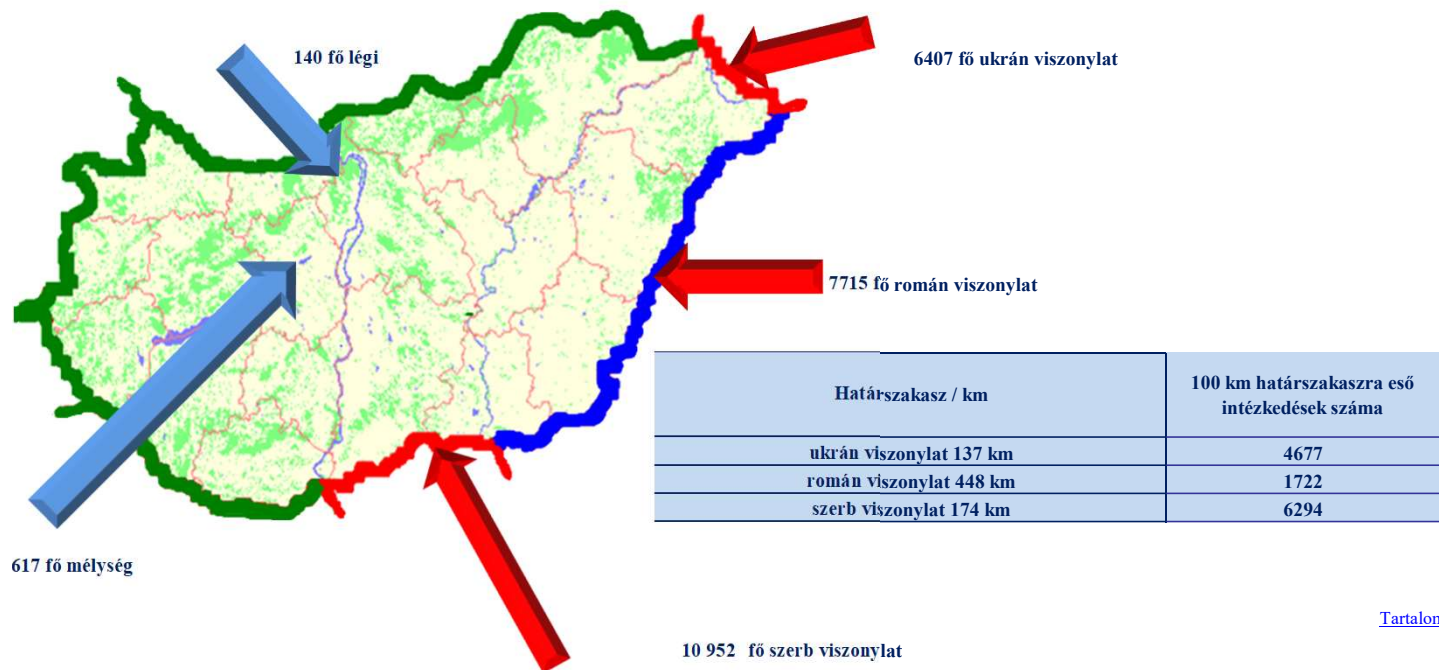 140 fő légi
6407 fő ukrán viszonylat
7715 fő román viszonylat
Határszakasz / km
100 km határszakaszra eső
intézkedések száma
ukrán viszonylat 137 km 4677
román viszonylat 448 km 1722
szerb viszonylat 174 km 6294
617 fő mélység
Tartalom
10 952 fő szerb viszonylat